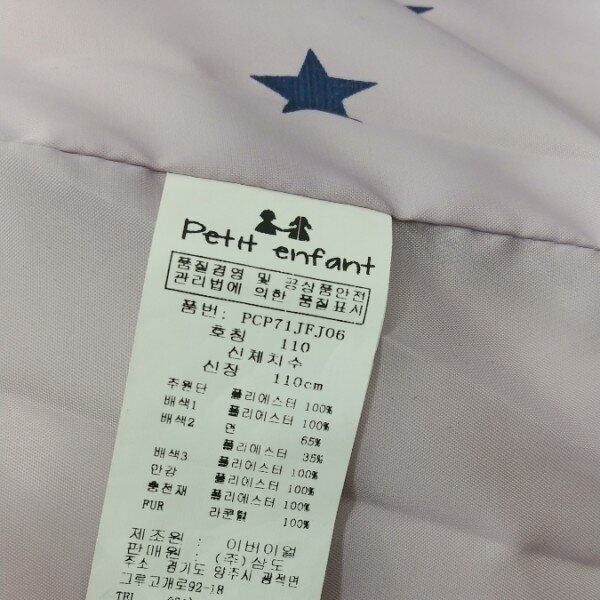 Petit enfant
품질경영 및 공상품안전
관리법에 의한 품질표시
품번: PCP71JFJ06
호칭 110
신체치수
신장 110cm
주원단 폴리에스터 100%
배색1 폴리에스터 100%
배색2 면 65%
폴리에스터 35%
배색3 폴리에스터 100%
안감 폴리에스터 100%
충전재 폴리에스터 100%
FUR 라쿤털 100%
제조원 : 이버이얼
판매원 : (주)삼도
주소 경기도 양주시 광적면
그루고개로92-18
TEL